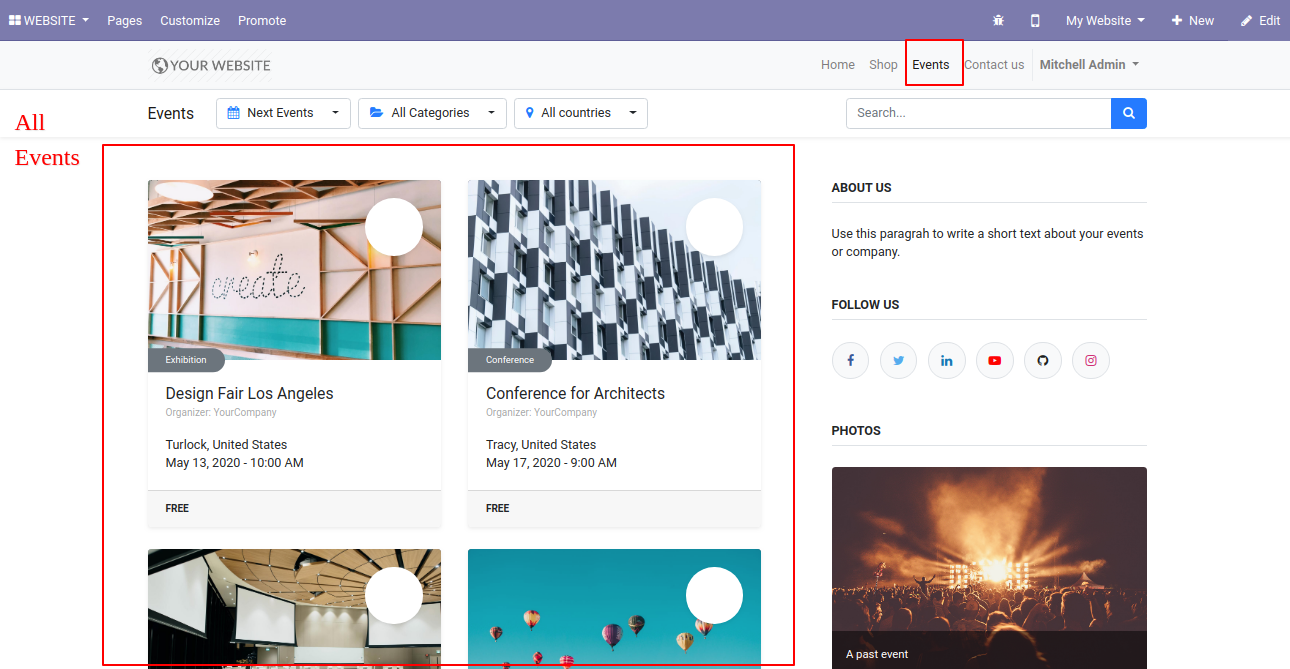 WEBSITE Pages Customize Promote My Website New Edit
YOUR WEBSITE Home Shop Events Contact us Mitchell Admin
Events Next Events All Categories All countries Search...
All
Events
create
Exhibition
Design Fair Los Angeles
Organizer: YourCompany
Turlock, United States
May 13, 2020 - 10:00 AM
FREE
Conference
Conference for Architects
Organizer: YourCompany
Tracy, United States
May 17, 2020 - 9:00 AM
FREE
ABOUT US
Use this paragrah to write a short text about your events
or company.
FOLLOW US
PHOTOS
A past event